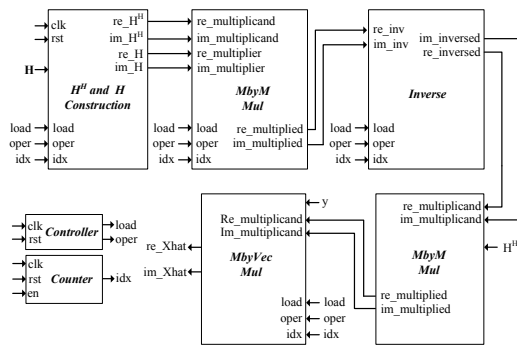 clk
rst
H
load load
oper oper
idx idx
re_H^H
im_H^H
re_H
im_H
H^H and H
Construction
re_multiplicand
im_multiplicand
re_multiplier
im_multiplier
MbyM
Mul
load load
oper oper
idx idx
re_multiplied
im_multiplied
re_inv
im_inv
im_inversed
re_inversed
Inverse
load load
oper oper
idx idx
clk
rst
Controller
load
oper
clk
rst
en
Counter
idx
re_Xhat
im_Xhat
y
Re_multiplicand
Im_multiplicand
MbyVec
Mul
load load
oper oper
idx idx
re_multiplicand
im_multiplicand
H^H
MbyM
Mul
re_multiplied
im_multiplied